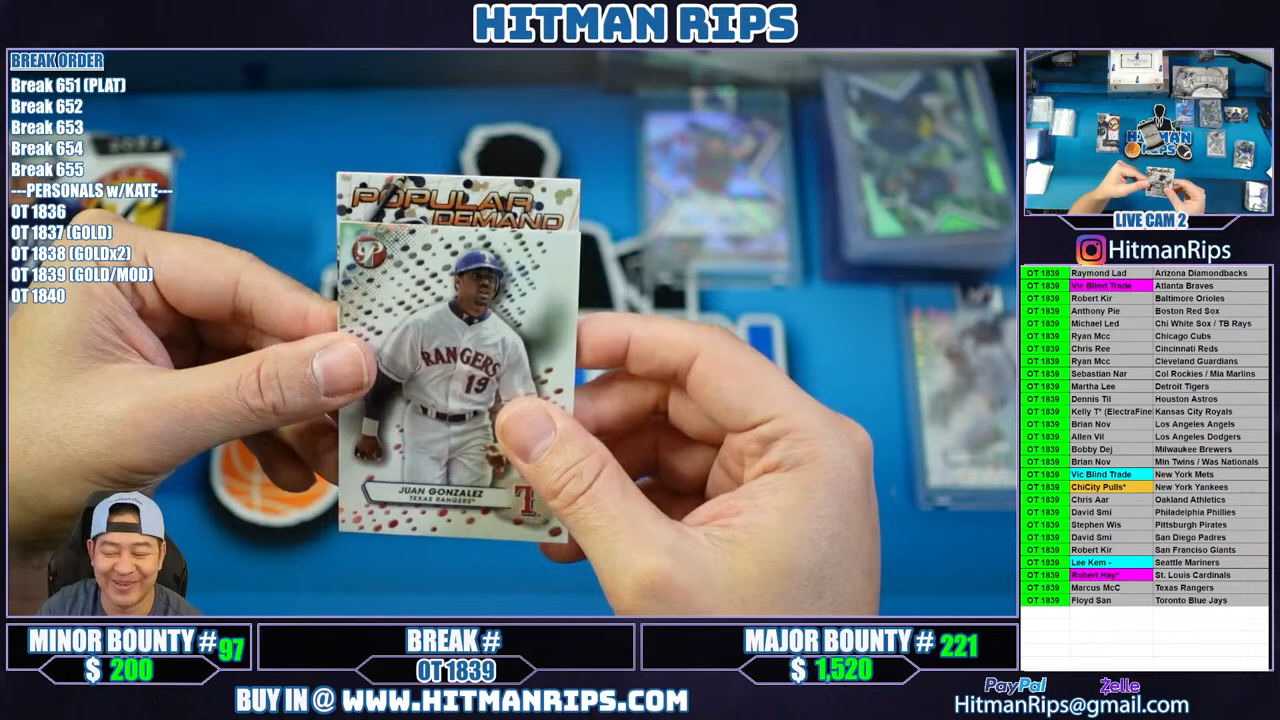 HITMAN RIPS
BREAK ORDER
Break 651 (PLAT)
Break 652
Break 653
Break 654
Break 655
---PERSONALS w/KATE---
OT 1836
OT 1837 (GOLD)
OT 1838 (GOLDx2)
OT 1839 (GOLD/MOD)
OT 1840
POPULAR
DEMAND
RANGERS
19
JUAN GONZALEZ
TEXAS RANGERS
T
HITMAN
LIVE CAM 2
HitmanRips
OT 1839 Raymond Lad Arizona Diamondbacks
OT 1839 Vic Blind Trade Atlanta Braves
OT 1839 Robert Kir Baltimore Orioles
OT 1839 Anthony Pie Boston Red Sox
OT 1839 Michael Led Chi White Sox / TB Rays
OT 1839 Ryan Mcc Chicago Cubs
OT 1839 Chris Ree Cincinnati Reds
OT 1839 Ryan Mcc Cleveland Guardians
OT 1839 Sebastian Nar Col Rockies / Mia Marlins
OT 1839 Martha Lee Detroit Tigers
OT 1839 Dennis Til Houston Astros
OT 1839 Kelly T* (ElectraFine Kansas City Royals
OT 1839 Brian Nov Los Angeles Angels
OT 1839 Allen Vil Los Angeles Dodgers
OT 1839 Bobby Dej Milwaukee Brewers
OT 1839 Brian Nov Min Twins / Was Nationals
OT 1839 Vic Blind Trade New York Mets
OT 1839 ChiCity Pulls* New York Yankees
OT 1839 Chris Aar Oakland Athletics
OT 1839 David Smi Philadelphia Phillies
OT 1839 Stephen Wis Pittsburgh Pirates
OT 1839 David Smi San Diego Padres
OT 1839 Robert Kir San Franciso Giants
OT 1839 Lee Kem - Seattle Mariners
OT 1839 Robert Hay* St. Louis Cardinals
OT 1839 Marcus McC Texas Rangers
OT 1839 Floyd San Toronto Blue Jays
MINOR BOUNTY # 97
$ 200
BREAK #
OT 1839
MAJOR BOUNTY # 221
$ 1,520
BUY IN @ WWW.HITMANRIPS.COM
PayPal Zelle
HitmanRips@gmail.com